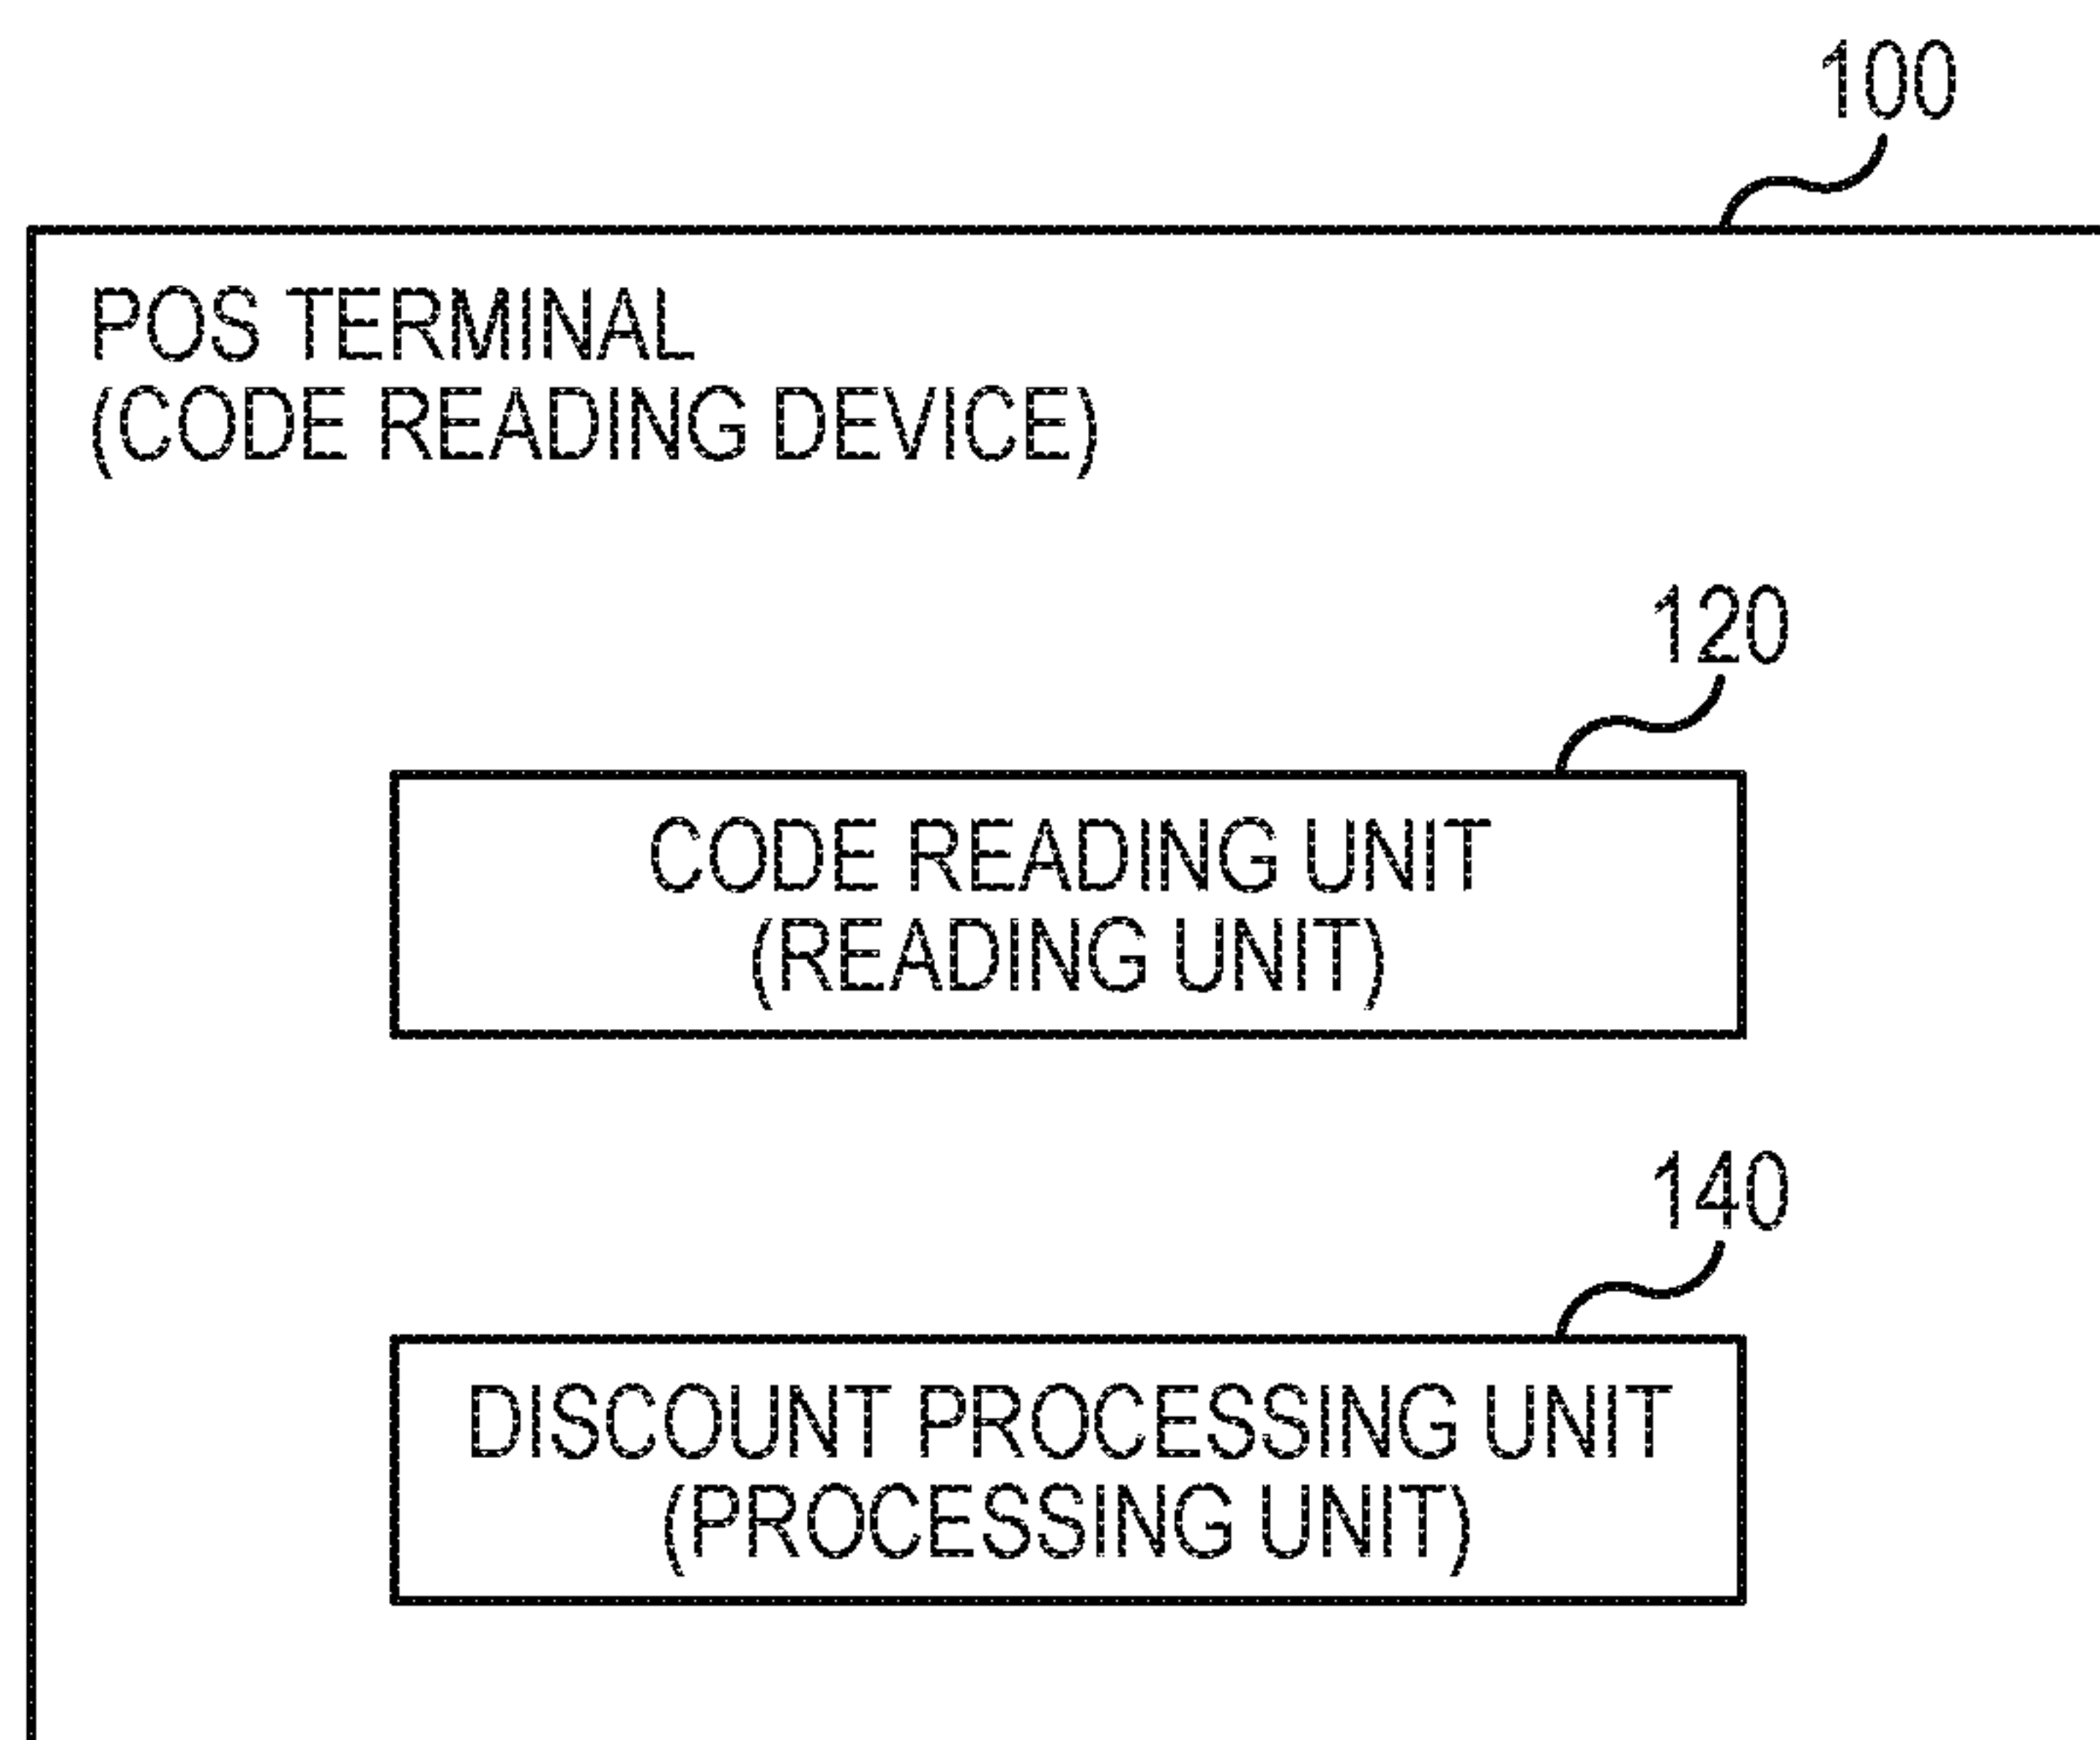 100
POS TERMINAL
(CODE READING DEVICE)
120
CODE READING UNIT
(READING UNIT)
140
DISCOUNT PROCESSING UNIT
(PROCESSING UNIT)